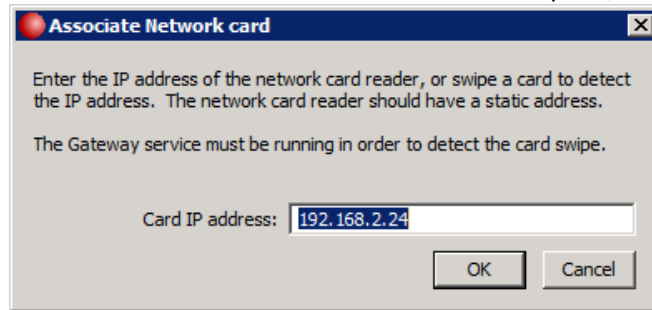 Associate Network card
Enter the IP address of the network card reader, or swipe a card to detect
the IP address. The network card reader should have a static address.
The Gateway service must be running in order to detect the card swipe.
Card IP address: 192.168.2.24
OK Cancel